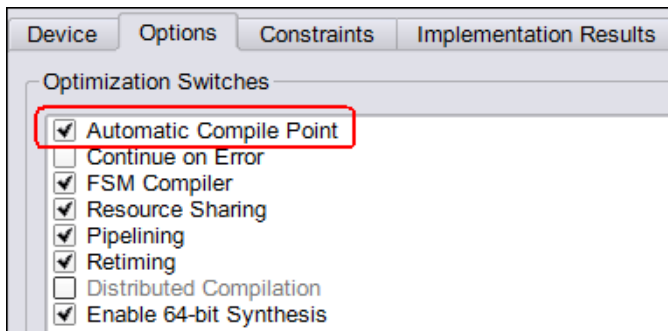 Device Options Constraints Implementation Results
Optimization Switches
Automatic Compile Point
Continue on Error
FSM Compiler
Resource Sharing
Pipelining
Retiming
Distributed Compilation
Enable 64-bit Synthesis